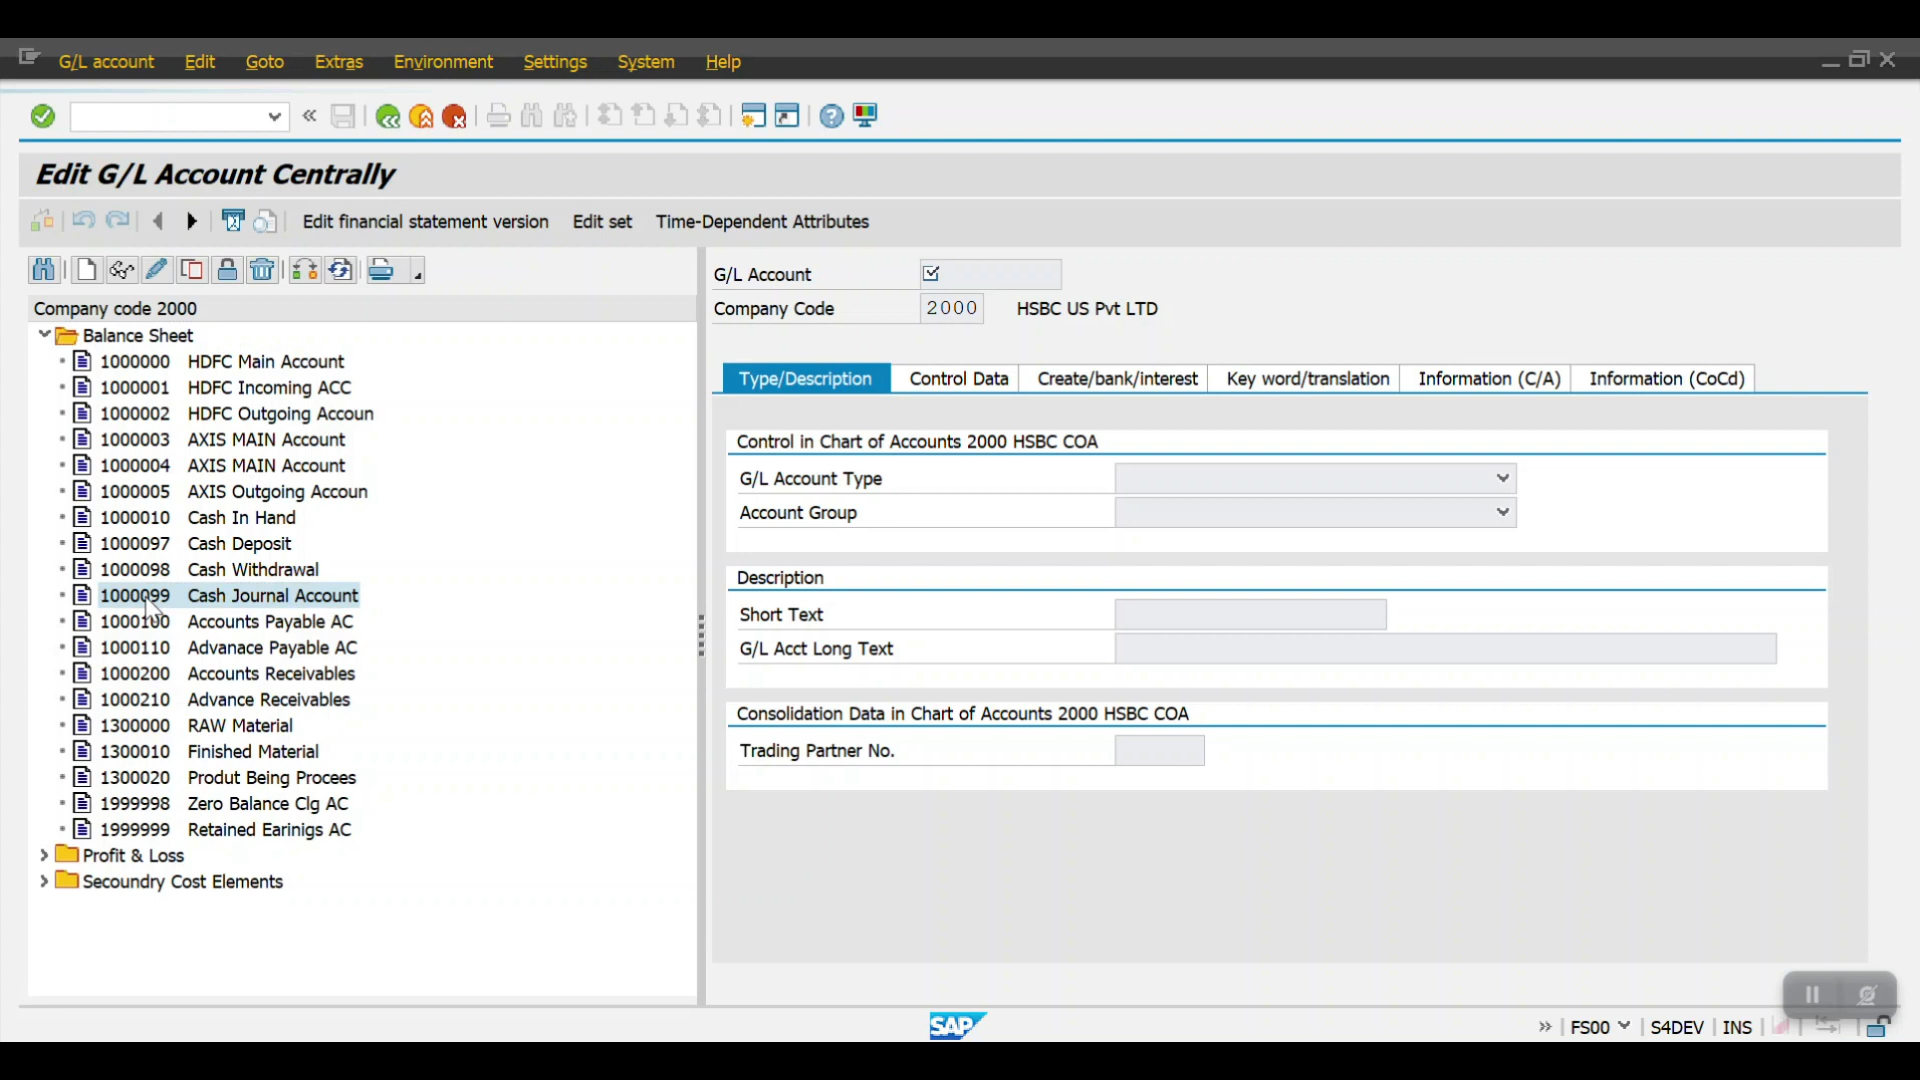 G/L account Edit Goto Extras Environment Settings System Help
Edit G/L Account Centrally
Edit financial statement version Edit set Time-Dependent Attributes
Company code 2000
Balance Sheet
1000000 HDFC Main Account
1000001 HDFC Incoming ACC
1000002 HDFC Outgoing Accoun
1000003 AXIS MAIN Account
1000004 AXIS MAIN Account
1000005 AXIS Outgoing Accoun
1000010 Cash In Hand
1000097 Cash Deposit
1000098 Cash Withdrawal
1000099 Cash Journal Account
1000100 Accounts Payable AC
1000110 Advanace Payable AC
1000200 Accounts Receivables
1000210 Advance Receivables
1300000 RAW Material
1300010 Finished Material
1300020 Produt Being Procees
1999998 Zero Balance Clg AC
1999999 Retained Earinigs AC
Profit & Loss
Secoundry Cost Elements
G/L Account
Company Code 2000 HSBC US Pvt LTD
Type/Description Control Data Create/bank/interest Key word/translation Information (C/A) Information (CoCd)
Control in Chart of Accounts 2000 HSBC COA
G/L Account Type
Account Group
Description
Short Text
G/L Acct Long Text
Consolidation Data in Chart of Accounts 2000 HSBC COA
Trading Partner No.
SAP
FS00 S4DEV INS